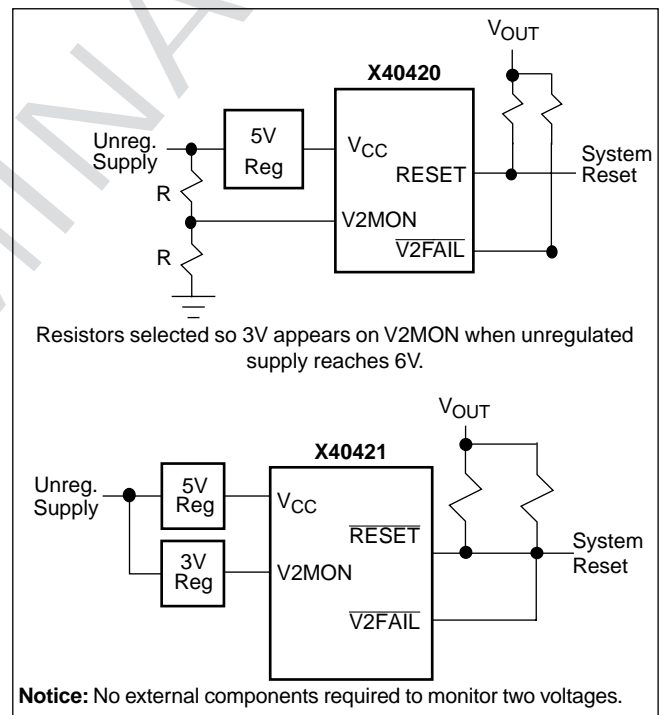 VOUT
X40420
Unreg.
Supply
5V
Reg
VCC
RESET
System
Reset
R
V2MON
V2FAIL
R
Resistors selected so 3V appears on V2MON when unregulated
supply reaches 6V.
VOUT
X40421
Unreg.
Supply
5V
Reg
VCC
RESET
System
Reset
3V
Reg
V2MON
V2FAIL
Notice: No external components required to monitor two voltages.